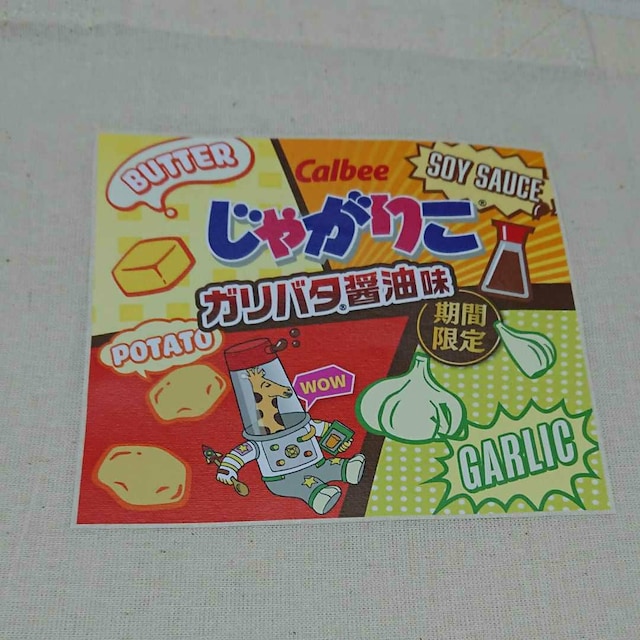 BUTTER
Calbee
SOY SAUCE
じゃがりこ®
ガリバタ®醤油味
期間
限定
POTATO
WOW
GARLIC